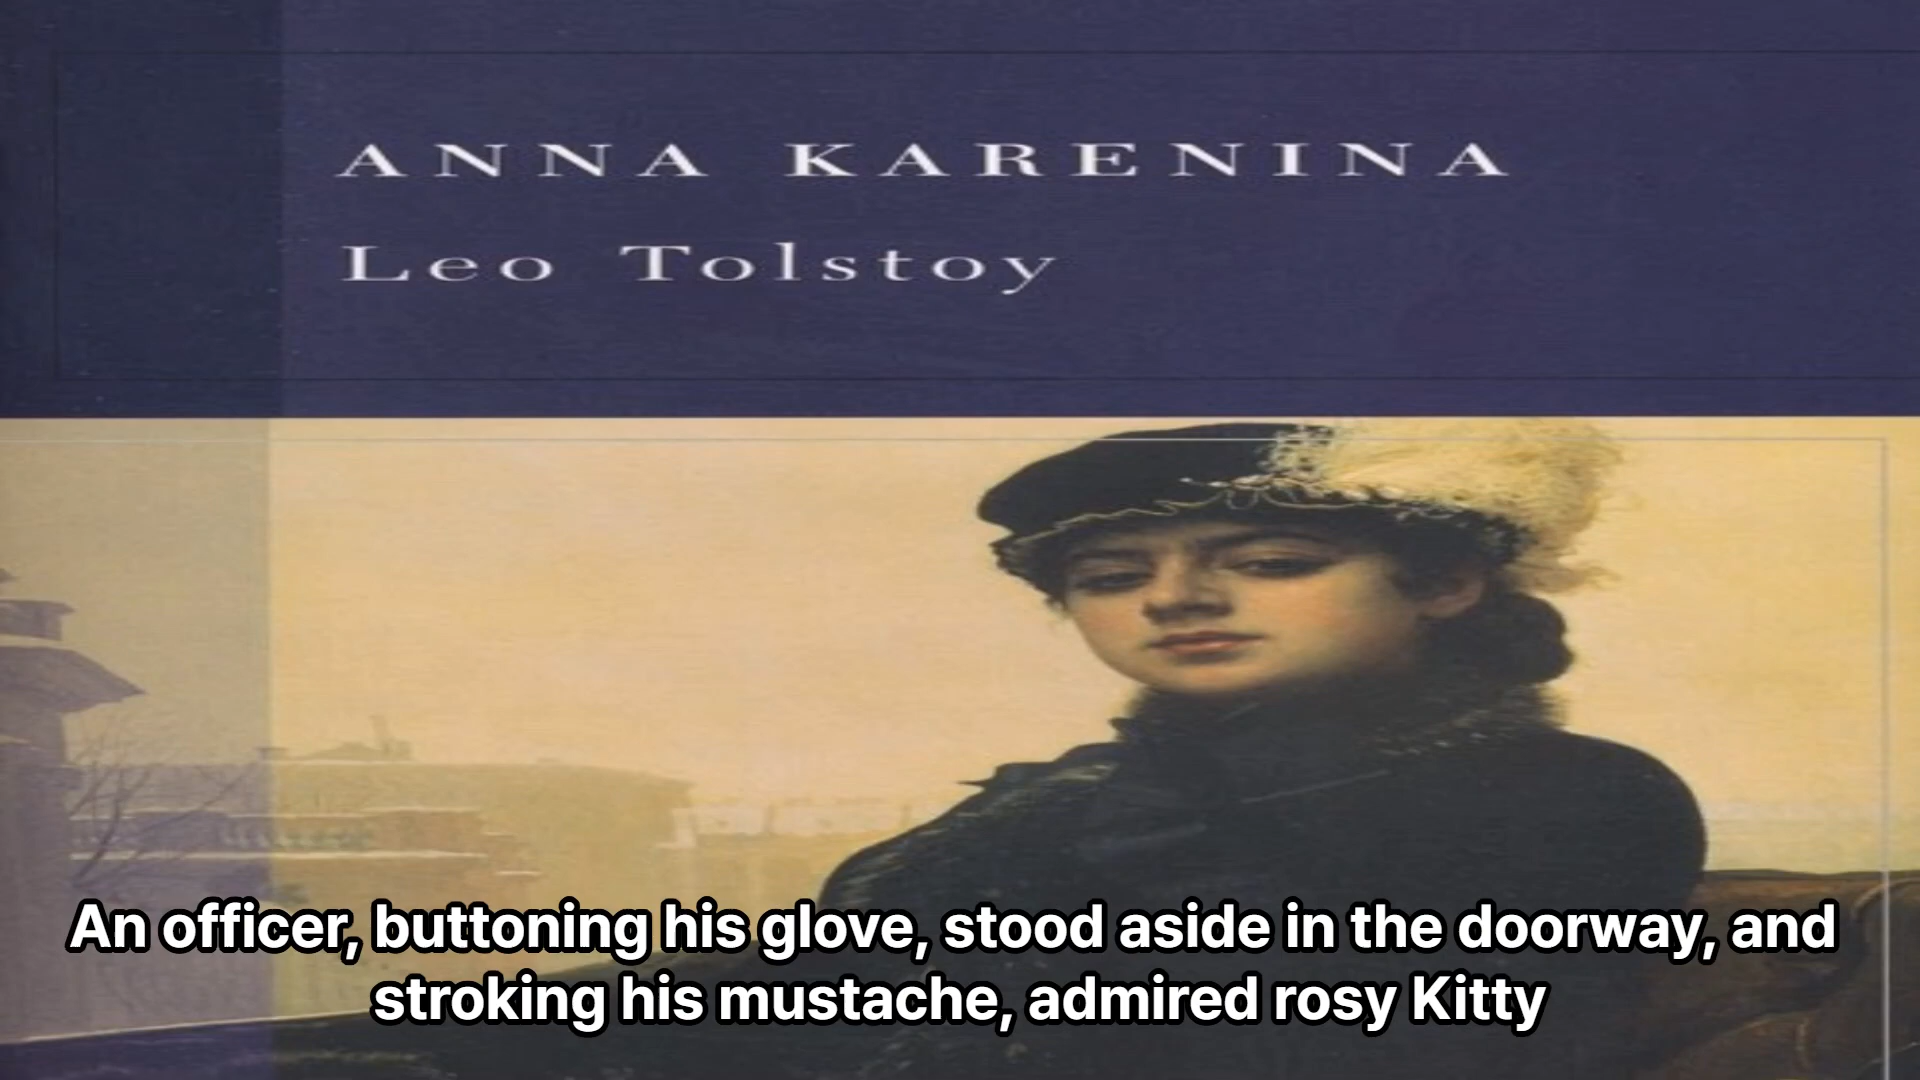 ANNA KARENINA
Leo Tolstoy
An officer, buttoning his glove, stood aside in the doorway, and
stroking his mustache, admired rosy Kitty